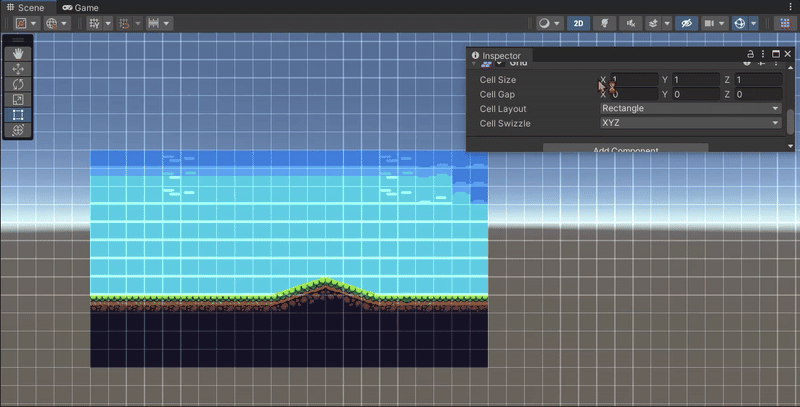 Scene Game
2D
Inspector
Grid
Cell Size X 1 Y 1 Z 1
Cell Gap X 0 Y 0 Z 0
Cell Layout Rectangle
Cell Swizzle XYZ
Add Component